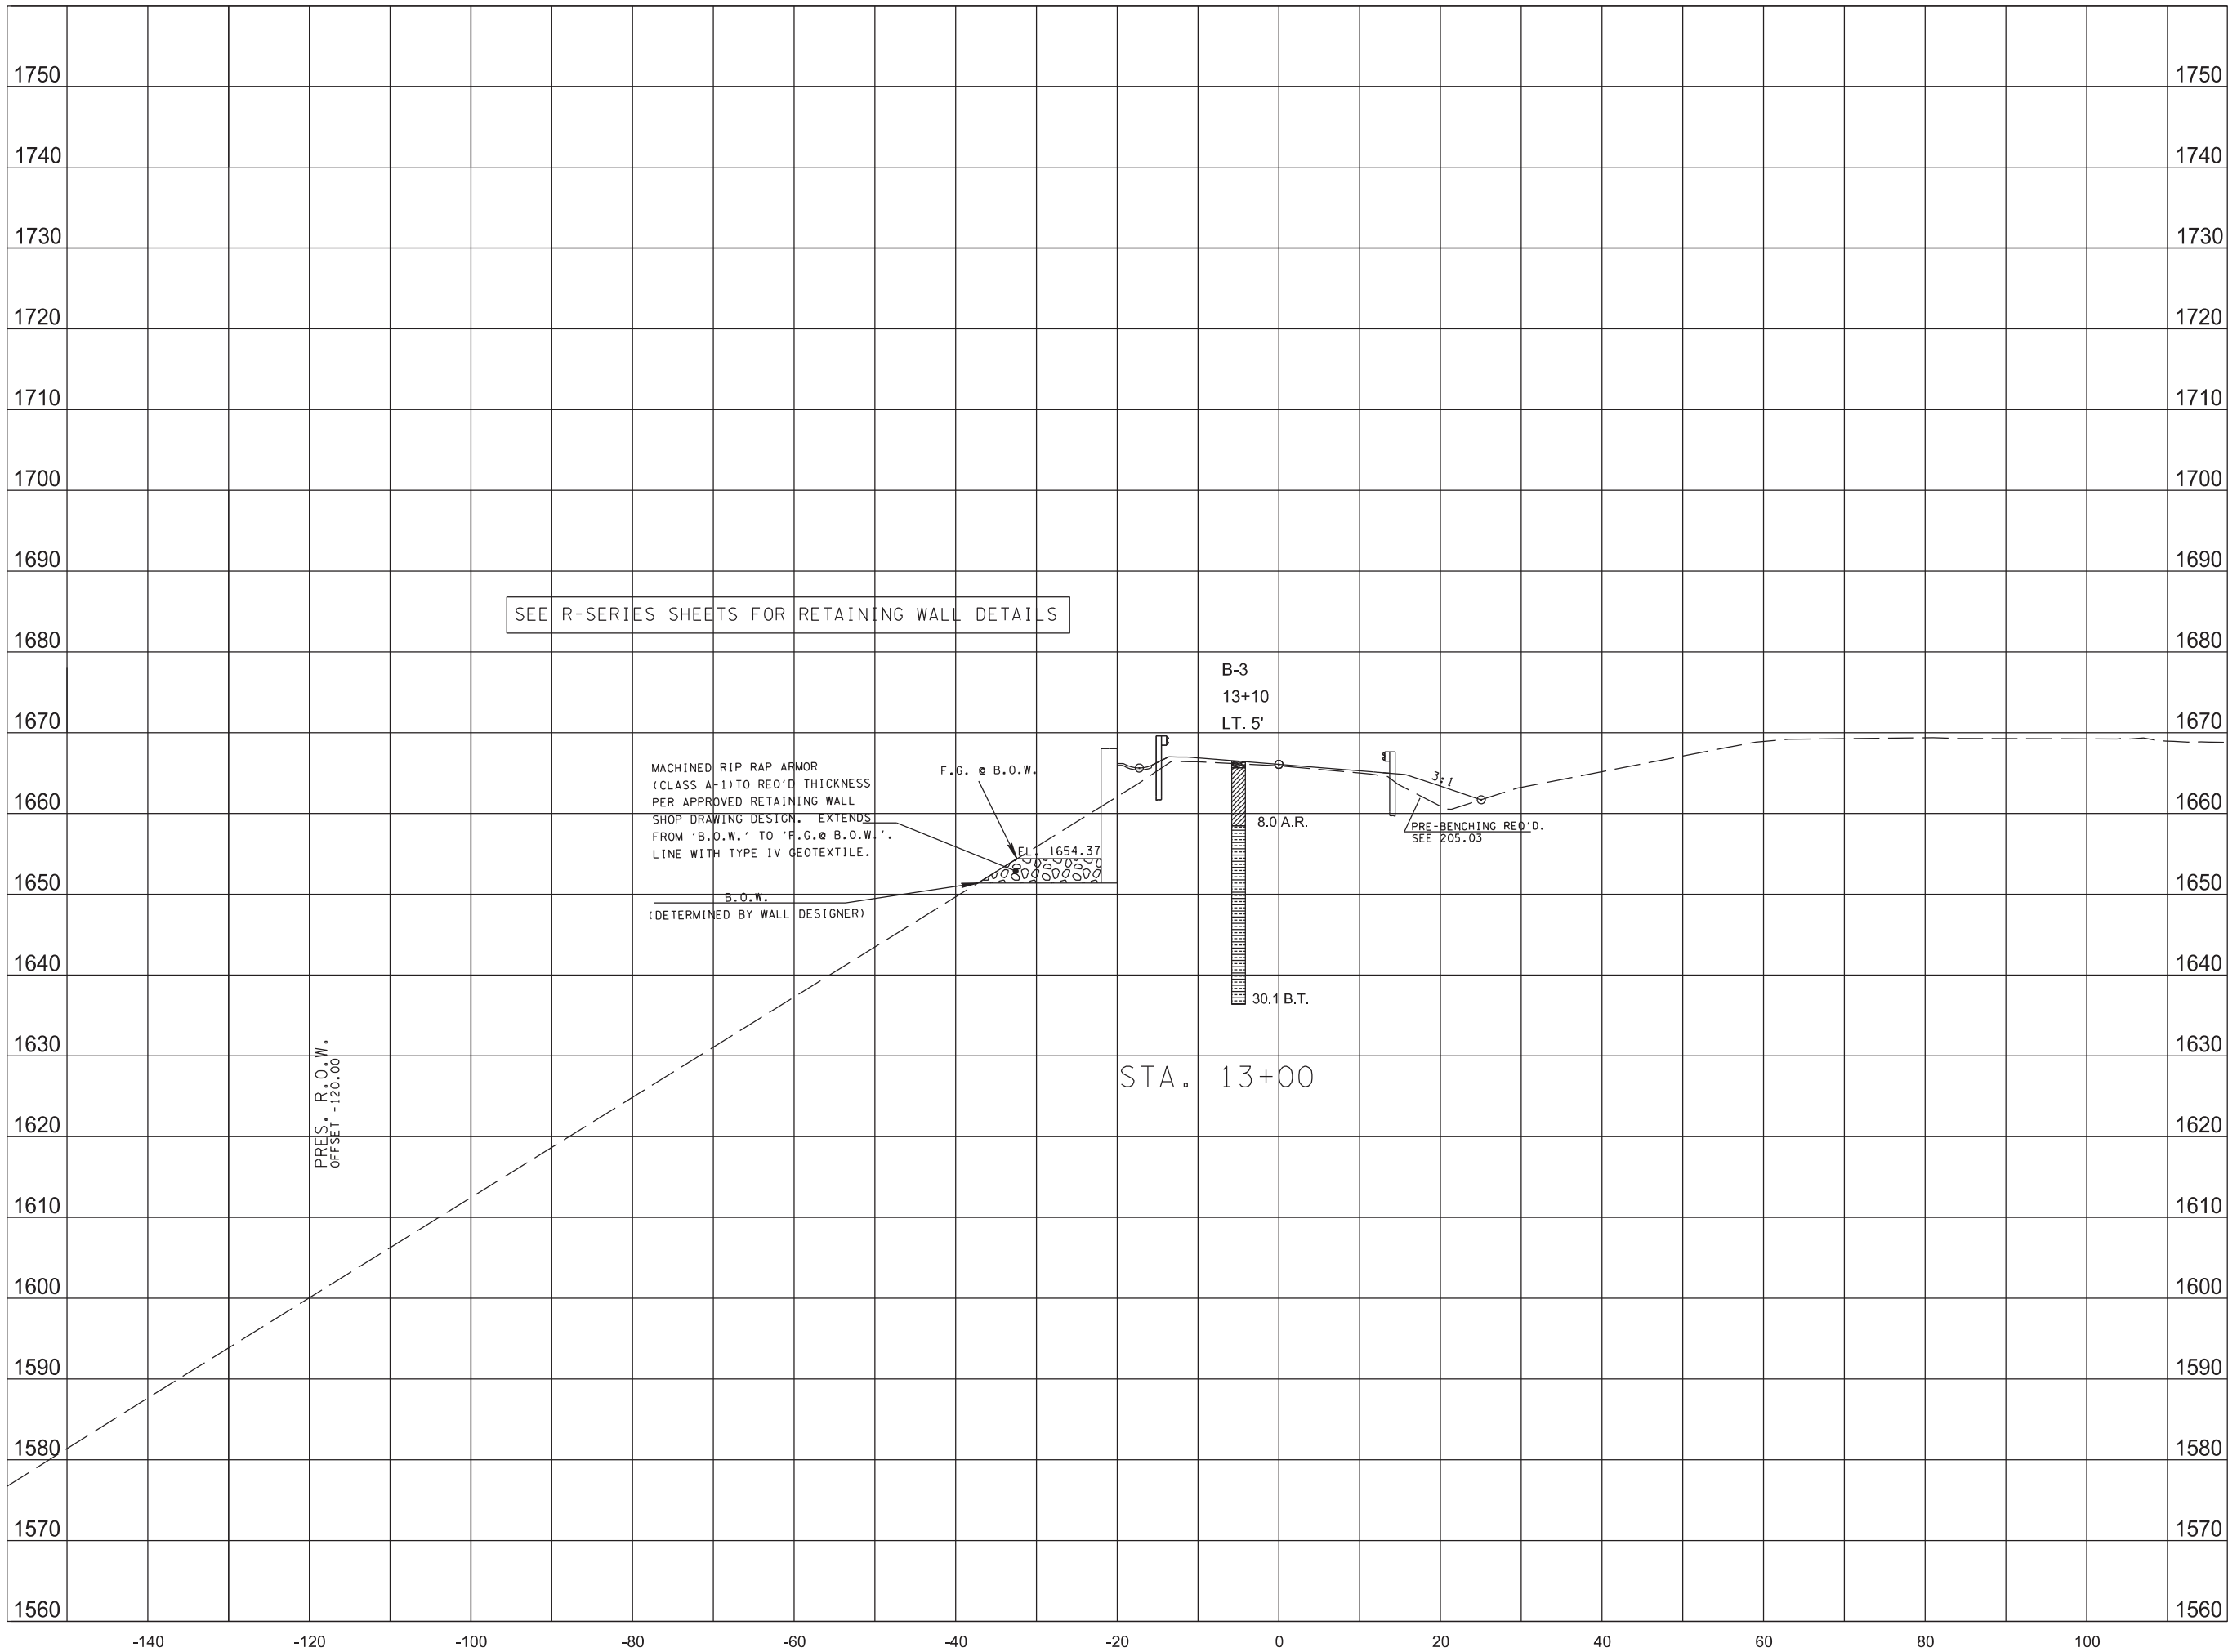 1750 1750
1740 1740
1730 1730
1720 1720
1710 1710
1700 1700
1690 1690
SEE R-SERIES SHEETS FOR RETAINING WALL DETAILS
1680 1680
B-3
13+10
LT. 5'
1670 1670
MACHINED RIP RAP ARMOR
(CLASS A-1) TO REQ'D THICKNESS
PER APPROVED RETAINING WALL
SHOP DRAWING DESIGN. EXTENDS
FROM 'B.O.W.' TO 'F.G.@ B.O.W.'.
LINE WITH TYPE IV GEOTEXTILE.
F.G. @ B.O.W.
3:1
1660 1660
8.0 A.R.
PRE-BENCHING REQ'D.
SEE 205.03
EL. 1654.37
1650 1650
B.O.W.
(DETERMINED BY WALL DESIGNER)
1640 1640
30.1 B.T.
1630 1630
PRES. R.O.W.
OFFSET -120.00
STA. 13+00
1620 1620
1610 1610
1600 1600
1590 1590
1580 1580
1570 1570
1560 1560
-140 -120 -100 -80 -60 -40 -20 0 20 40 60 80 100